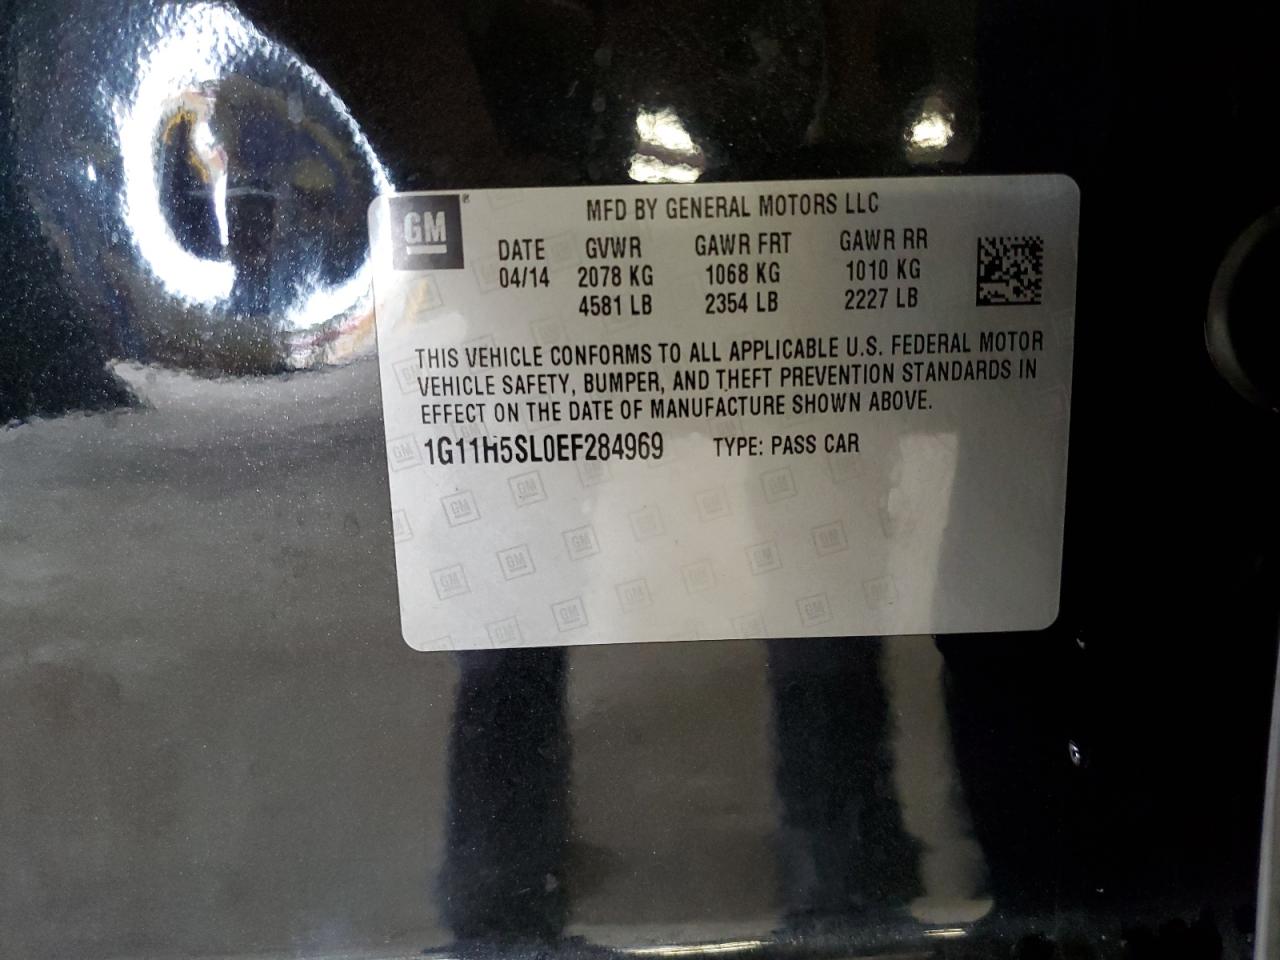 GM ® MFD BY GENERAL MOTORS LLC
DATE GVWR GAWR FRT GAWR RR
04/14 2078 KG 1068 KG 1010 KG
4581 LB 2354 LB 2227 LB
THIS VEHICLE CONFORMS TO ALL APPLICABLE U.S. FEDERAL MOTOR
VEHICLE SAFETY, BUMPER, AND THEFT PREVENTION STANDARDS IN
EFFECT ON THE DATE OF MANUFACTURE SHOWN ABOVE.
1G11H5SL0EF284969 TYPE: PASS CAR